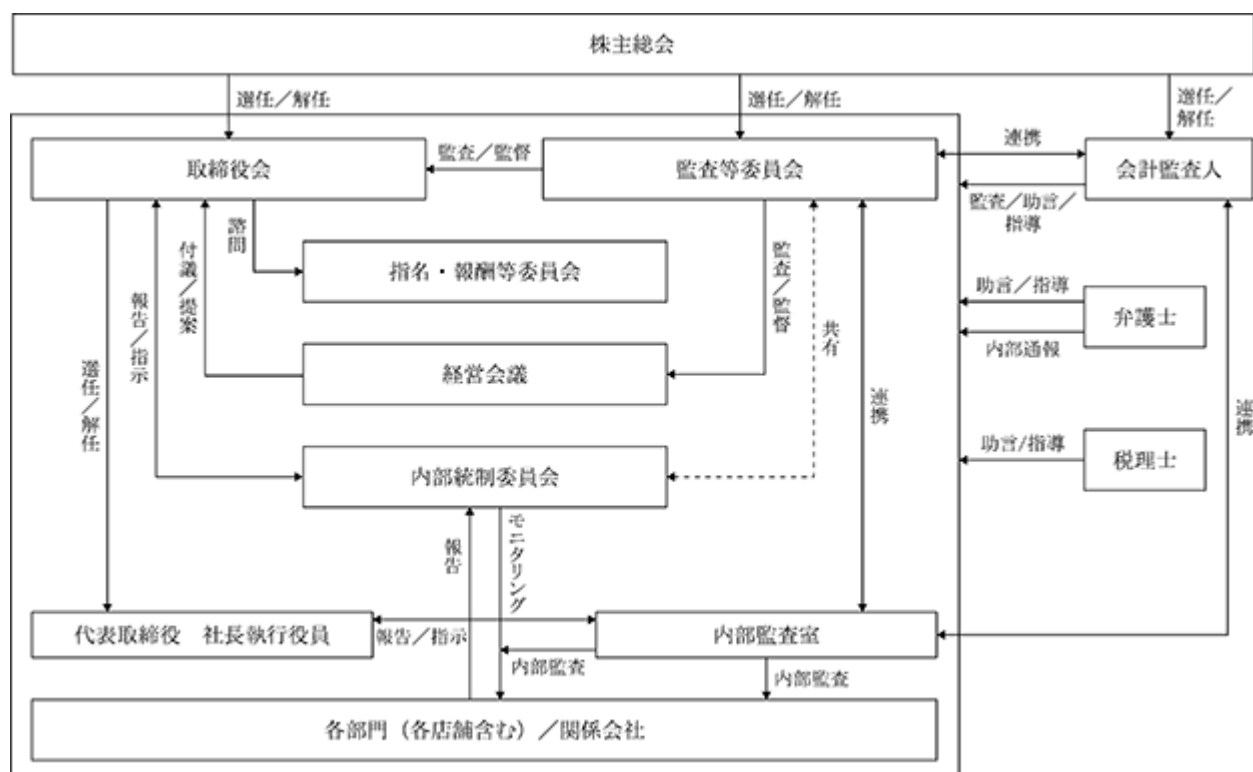 株主総会
選任／解任
選任／解任
選任／
解任
取締役会
監査／監督
監査等委員会
連携
会計監査人
監査／助言／
指導
諮問
付議／提案
報告／指示
選任／解任
指名・報酬等委員会
監査／監督
共有
連携
助言／指導
弁護士
内部通報
経営会議
連携
助言/指導
税理士
内部統制委員会
報告
モニタリング
代表取締役　社長執行役員
報告／指示
内部監査室
内部監査
内部監査
各部門（各店舗含む）／関係会社